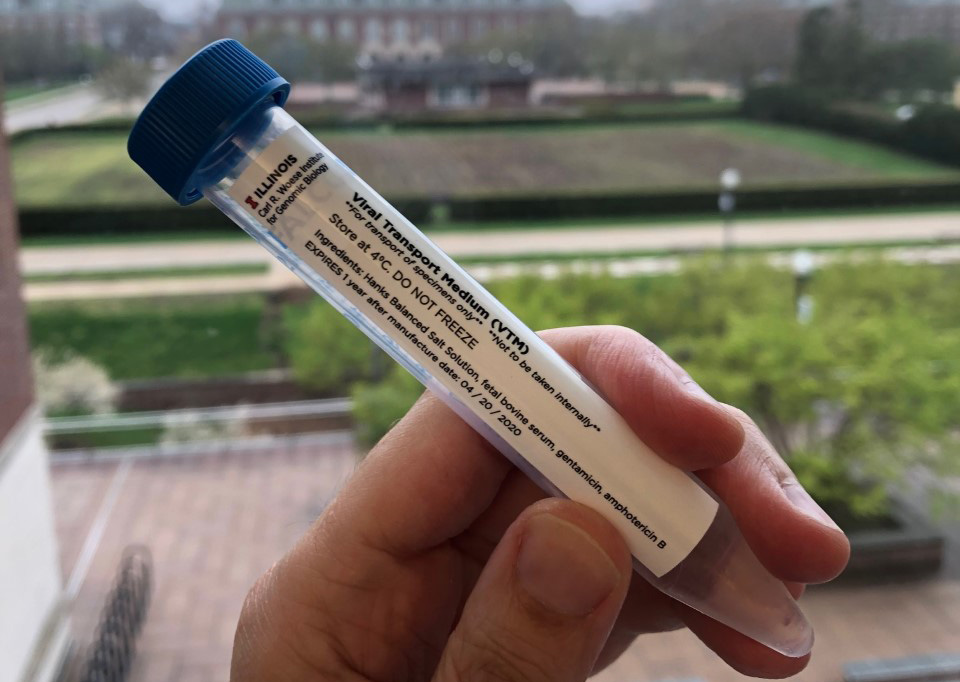 ILLINOIS
Carl R. Woese Institute
for Genomic Biology
Viral Transport Medium (VTM)
**For transport of specimens only** **Not to be taken internally**
Store at 4ºC, DO NOT FREEZE
Ingredients: Hanks Balanced Salt Solution, fetal bovine serum, gentamicin, amphotericin B
EXPIRES 1 year after manufacture date: 04 / 20 / 2020